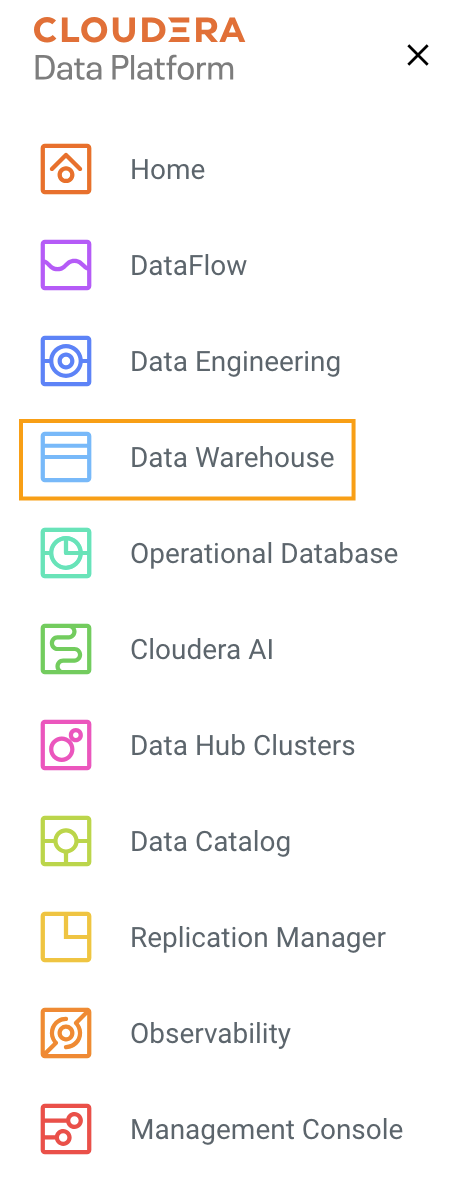 CLOUDERA
Data Platform
Home
DataFlow
Data Engineering
Data Warehouse
Operational Database
Cloudera AI
Data Hub Clusters
Data Catalog
Replication Manager
Observability
Management Console